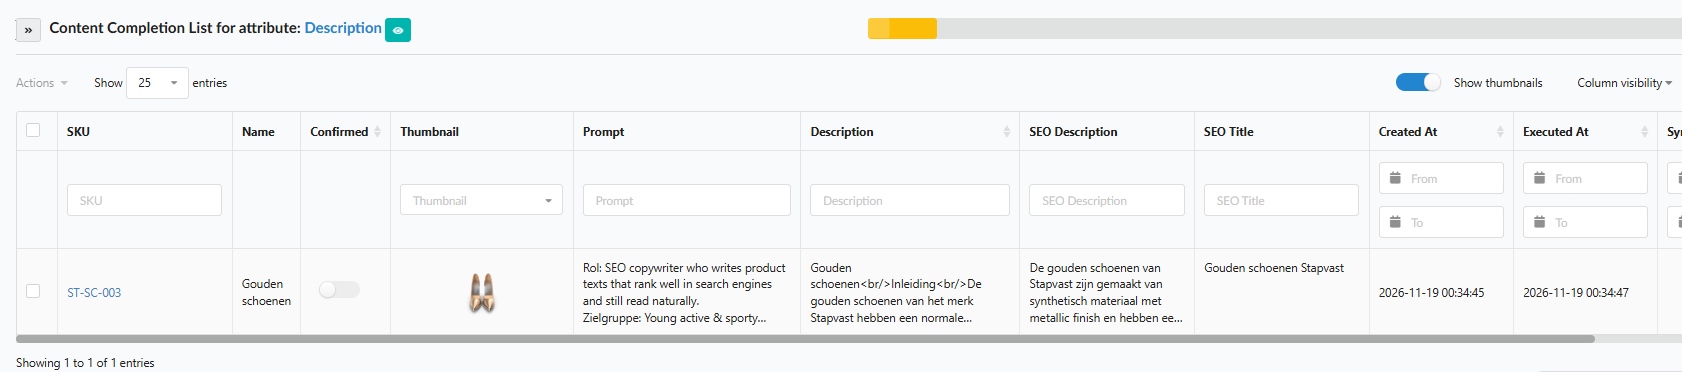 » Content Completion List for attribute: Description
Actions Show 25 entries Show thumbnails Column visibility
SKU Name Confirmed Thumbnail Prompt Description SEO Description SEO Title Created At Executed At
SKU Thumbnail Prompt Description SEO Description SEO Title From From
To To
ST-SC-003
Gouden
schoenen
Rol: SEO copywriter who writes product
texts that rank well in search engines
and still read naturally.
Zielgruppe: Young active & sporty...
Gouden
schoenen<br/>Inleiding<br/>De
gouden schoenen van het merk
Stapvast hebben een normale...
De gouden schoenen van
Stapvast zijn gemaakt van
synthetisch materiaal met
metallic finish en hebben ee...
Gouden schoenen Stapvast
2026-11-19 00:34:45
2026-11-19 00:34:47
Showing 1 to 1 of 1 entries